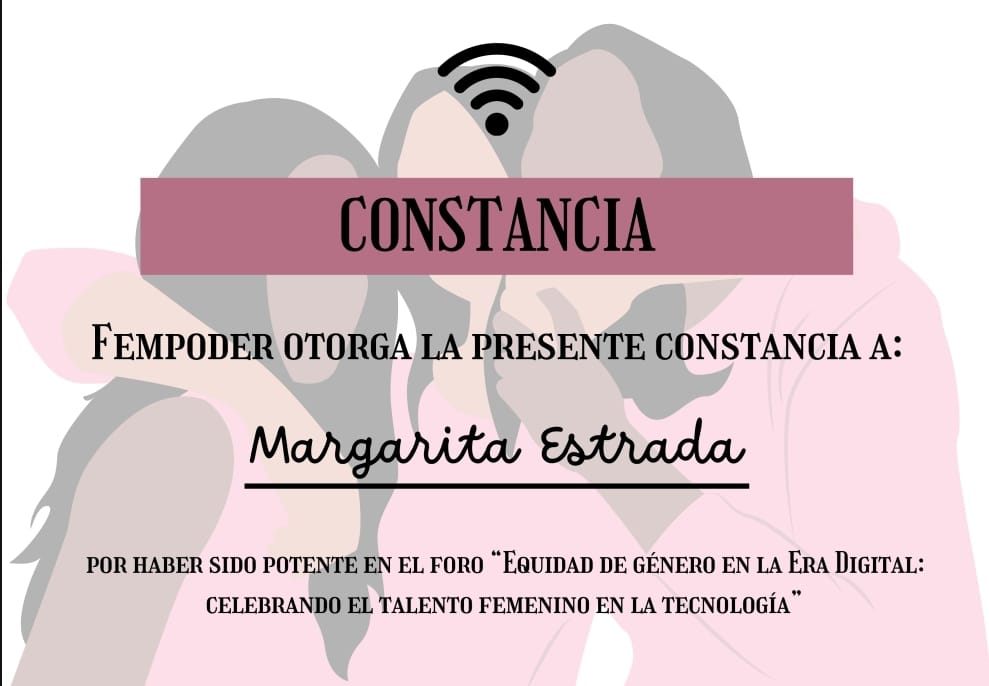 CONSTANCIA
Fempoder otorga la presente constancia a:
Margarita Estrada
por haber sido potente en el foro “Equidad de género en la Era Digital:
celebrando el talento femenino en la tecnología”